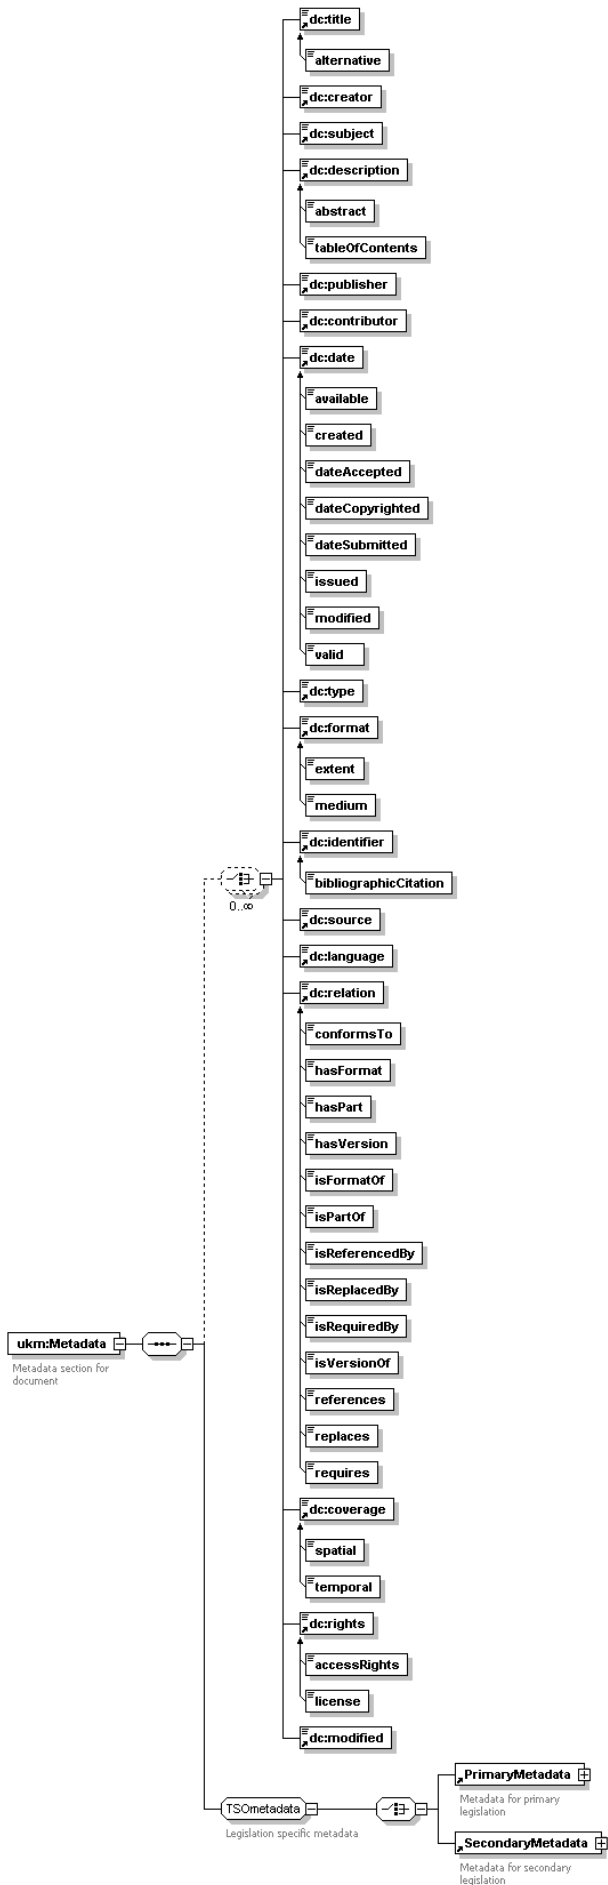 dc:title
alternative
dc:creator
dc:subject
dc:description
abstract
tableOfContents
dc:publisher
dc:contributor
dc:date
available
created
dateAccepted
dateCopyrighted
dateSubmitted
issued
modified
valid
dc:type
dc:format
extent
medium
dc:identifier
bibliographicCitation
0..∞
dc:source
dc:language
dc:relation
conformsTo
hasFormat
hasPart
hasVersion
isFormatOf
isPartOf
isReferencedBy
isReplacedBy
isRequiredBy
ukm:Metadata
Metadata section for
document
isVersionOf
references
replaces
requires
dc:coverage
spatial
temporal
dc:rights
accessRights
license
dc:modified
TSOmetadata
Legislation specific metadata
PrimaryMetadata
Metadata for primary
legislation
SecondaryMetadata
Metadata for secondary
legislation